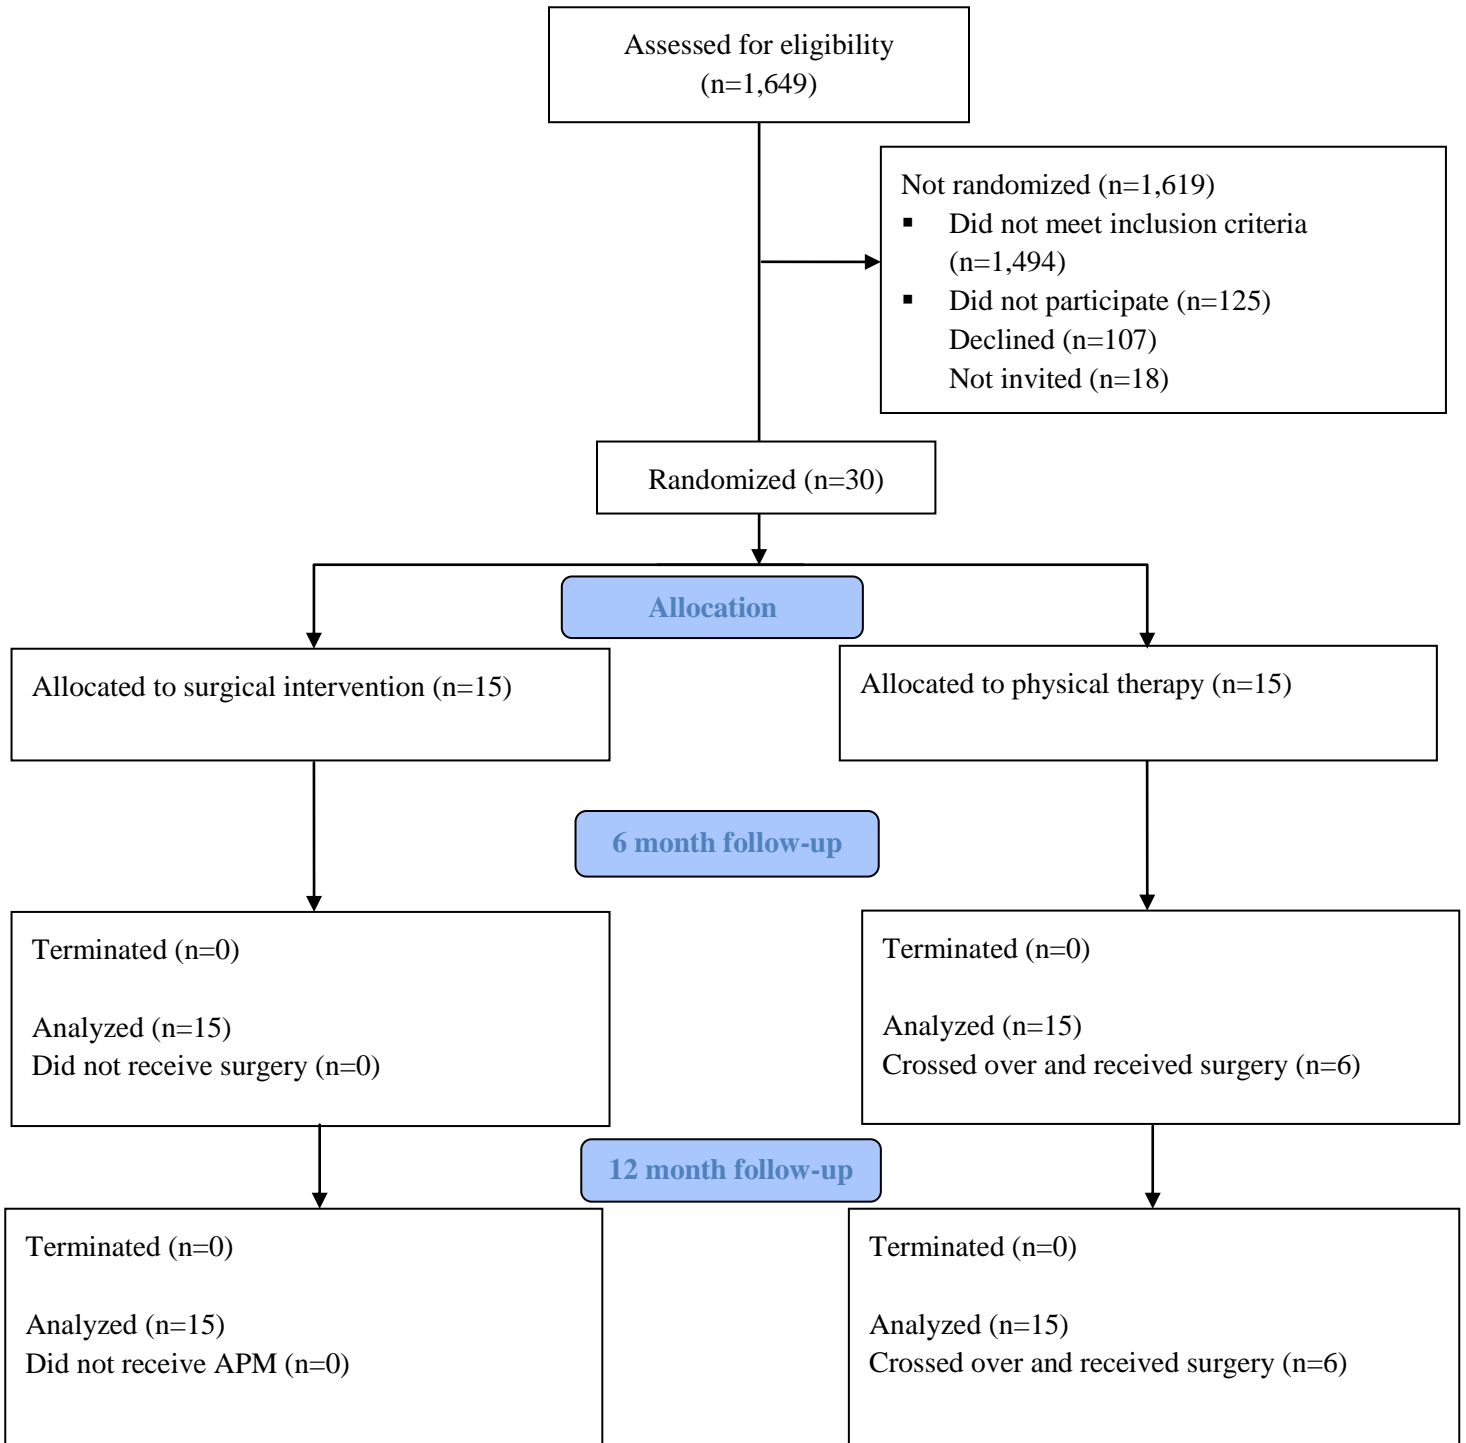 Assessed for eligibility
(n=1,649)
Not randomized (n=1,619)
▪ Did not meet inclusion criteria
(n=1,494)
▪ Did not participate (n=125)
Declined (n=107)
Not invited (n=18)
Randomized (n=30)
Allocation
Allocated to surgical intervention (n=15)
Allocated to physical therapy (n=15)
6 month follow-up
Terminated (n=0)
Analyzed (n=15)
Did not receive surgery (n=0)
Terminated (n=0)
Analyzed (n=15)
Crossed over and received surgery (n=6)
12 month follow-up
Terminated (n=0)
Analyzed (n=15)
Did not receive APM (n=0)
Terminated (n=0)
Analyzed (n=15)
Crossed over and received surgery (n=6)